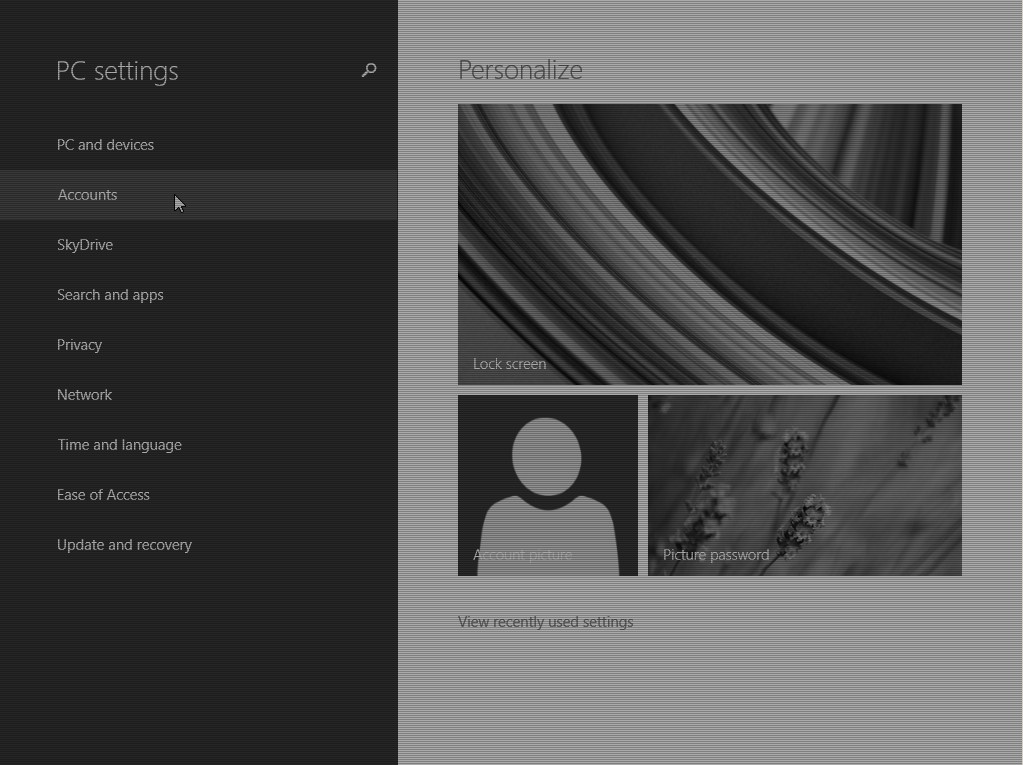 PC settings
PC and devices
Accounts
SkyDrive
Search and apps
Privacy
Network
Time and language
Ease of Access
Update and recovery
Personalize
Lock screen
Account picture
Picture password
View recently used settings